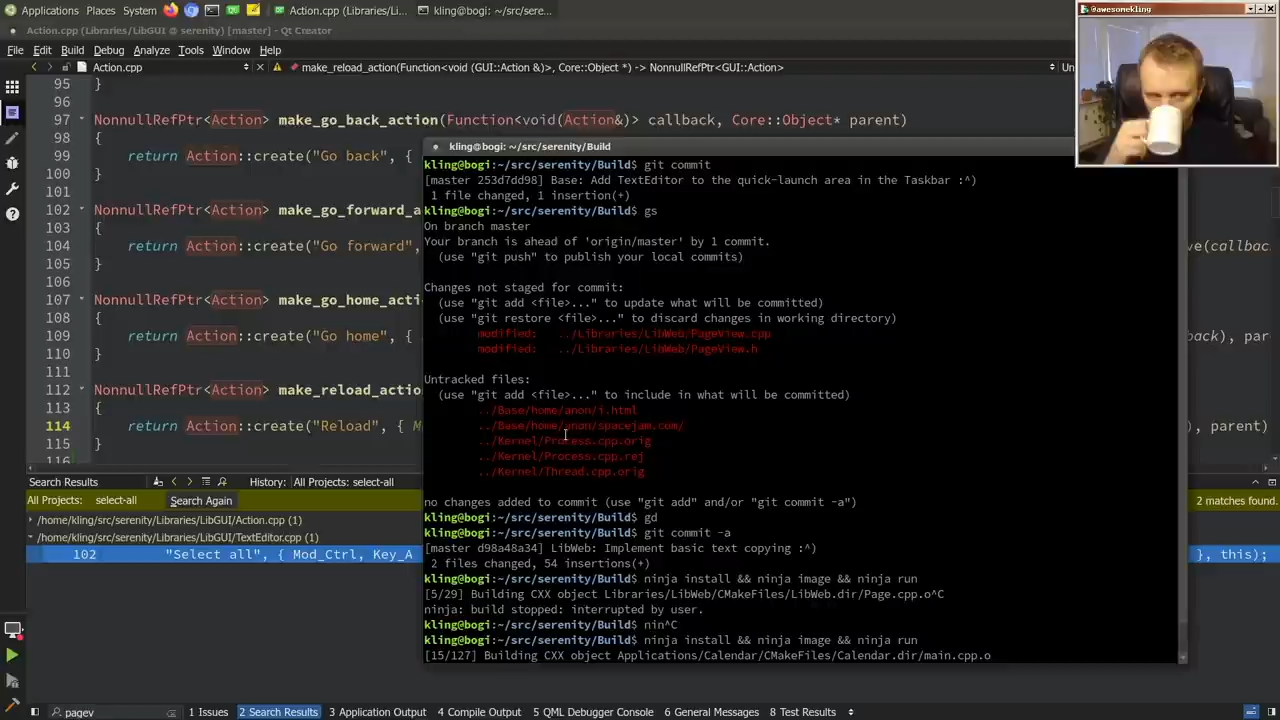 Applications Places System Action.cpp (Libraries/Li... kling@bogi: ~/src/sere...
@awesomekling
Action.cpp (Libraries/LibGUI @ serenity) [master] - Qt Creator
File Edit Build Debug Analyze Tools Window Help
Action.cpp make_reload_action(Function<void (GUI::Action &)>, Core::Object *) -> NonnullRefPtr<GUI::Action>
95 }
96
97 NonnullRefPtr<Action> make_go_back_action(Function<void(Action&)> callback, Core::Object* parent)
98 {
99 return Action::create("Go back", {
100 }
101
102 NonnullRefPtr<Action> make_go_forward_a
103 {
104 return Action::create("Go forward",
105 }
106
107 NonnullRefPtr<Action> make_go_home_acti
108 {
109 return Action::create("Go home", {
110 }
111
112 NonnullRefPtr<Action> make_reload_actio
113 {
114 return Action::create("Reload", { M
115 }
116
ve(callbac
back), pare
), parent)
kling@bogi: ~/src/serenity/Build
kling@bogi:~/src/serenity/Build$ git commit
[master 253d7dd98] Base: Add TextEditor to the quick-launch area in the Taskbar :^)
1 file changed, 1 insertion(+)
kling@bogi:~/src/serenity/Build$ gs
On branch master
Your branch is ahead of 'origin/master' by 1 commit.
(use "git push" to publish your local commits)
Changes not staged for commit:
(use "git add <file>..." to update what will be committed)
(use "git restore <file>..." to discard changes in working directory)
modified: ../Libraries/LibWeb/PageView.cpp
modified: ../Libraries/LibWeb/PageView.h
Untracked files:
(use "git add <file>..." to include in what will be committed)
../Base/home/anon/i.html
../Base/home/anon/spacejam.com/
../Kernel/Process.cpp.orig
../Kernel/Process.cpp.rej
../Kernel/Thread.cpp.orig
no changes added to commit (use "git add" and/or "git commit -a")
kling@bogi:~/src/serenity/Build$ gd
kling@bogi:~/src/serenity/Build$ git commit -a
[master d98a48a34] LibWeb: Implement basic text copying :^)
2 files changed, 54 insertions(+)
kling@bogi:~/src/serenity/Build$ ninja install && ninja image && ninja run
[5/29] Building CXX object Libraries/LibWeb/CMakeFiles/LibWeb.dir/Page.cpp.o^C
ninja: build stopped: interrupted by user.
kling@bogi:~/src/serenity/Build$ nin^C
kling@bogi:~/src/serenity/Build$ ninja install && ninja image && ninja run
[15/127] Building CXX object Applications/Calendar/CMakeFiles/Calendar.dir/main.cpp.o
Search Results History: All Projects: select-all
All Projects: select-all Search Again 2 matches found.
/home/kling/src/serenity/Libraries/LibGUI/Action.cpp (1)
/home/kling/src/serenity/Libraries/LibGUI/TextEditor.cpp (1)
102 "Select all", { Mod_Ctrl, Key_A }, this);
pagev 1 Issues 2 Search Results 3 Application Output 4 Compile Output 5 QML Debugger Console 6 General Messages 8 Test Results